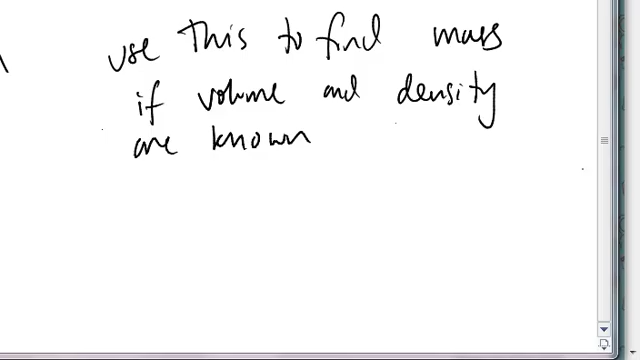 use This to find mass
if volume and density
are known